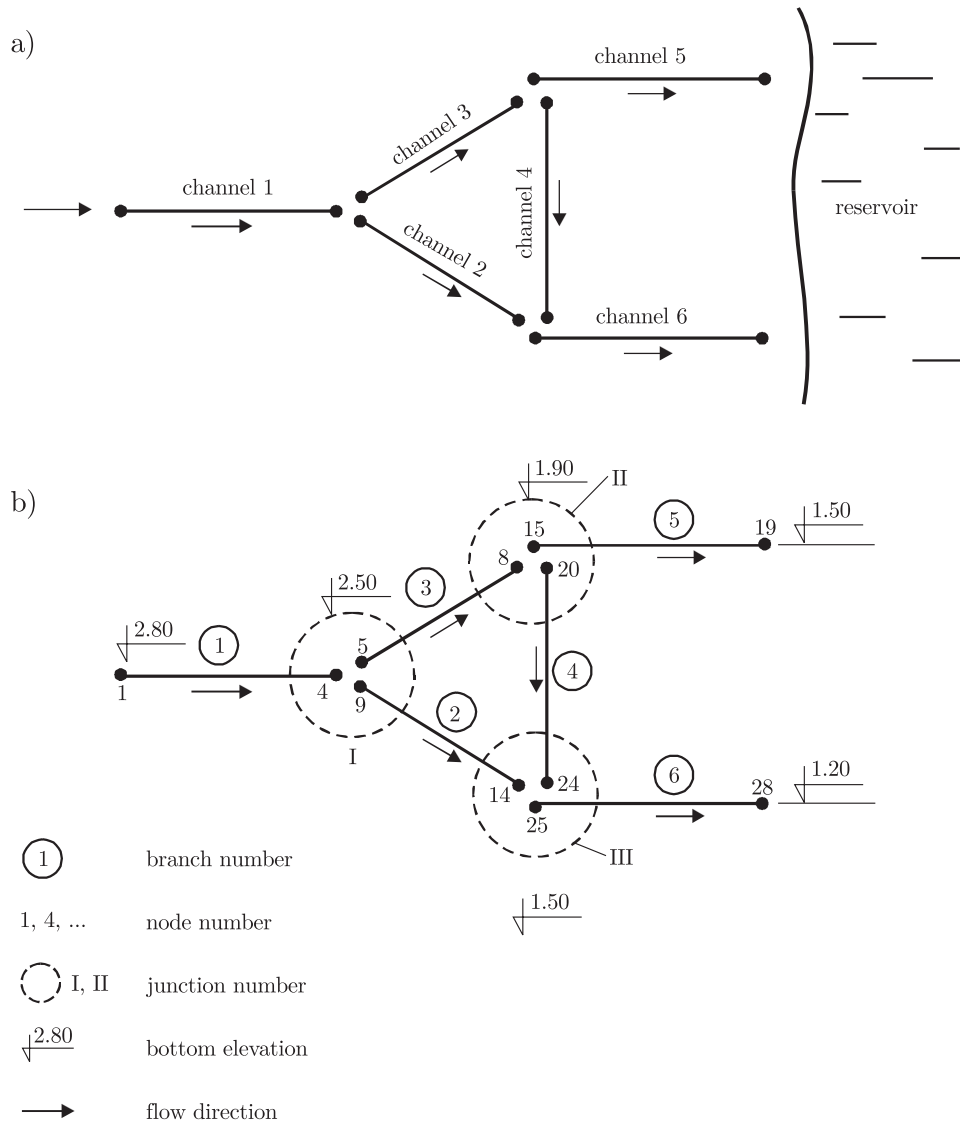 a)
channel 5
channel 3
channel 1
channel 4
channel 2
reservoir
channel 6
b)
1.90
II
15
5
19
1.50
8
20
2.50
3
2.80
1
5
1
4
9
4
2
I
14
24
25
6
28
1.20
III
1 branch number
1.50
1, 4, ... node number
I, II junction number
2.80 bottom elevation
flow direction